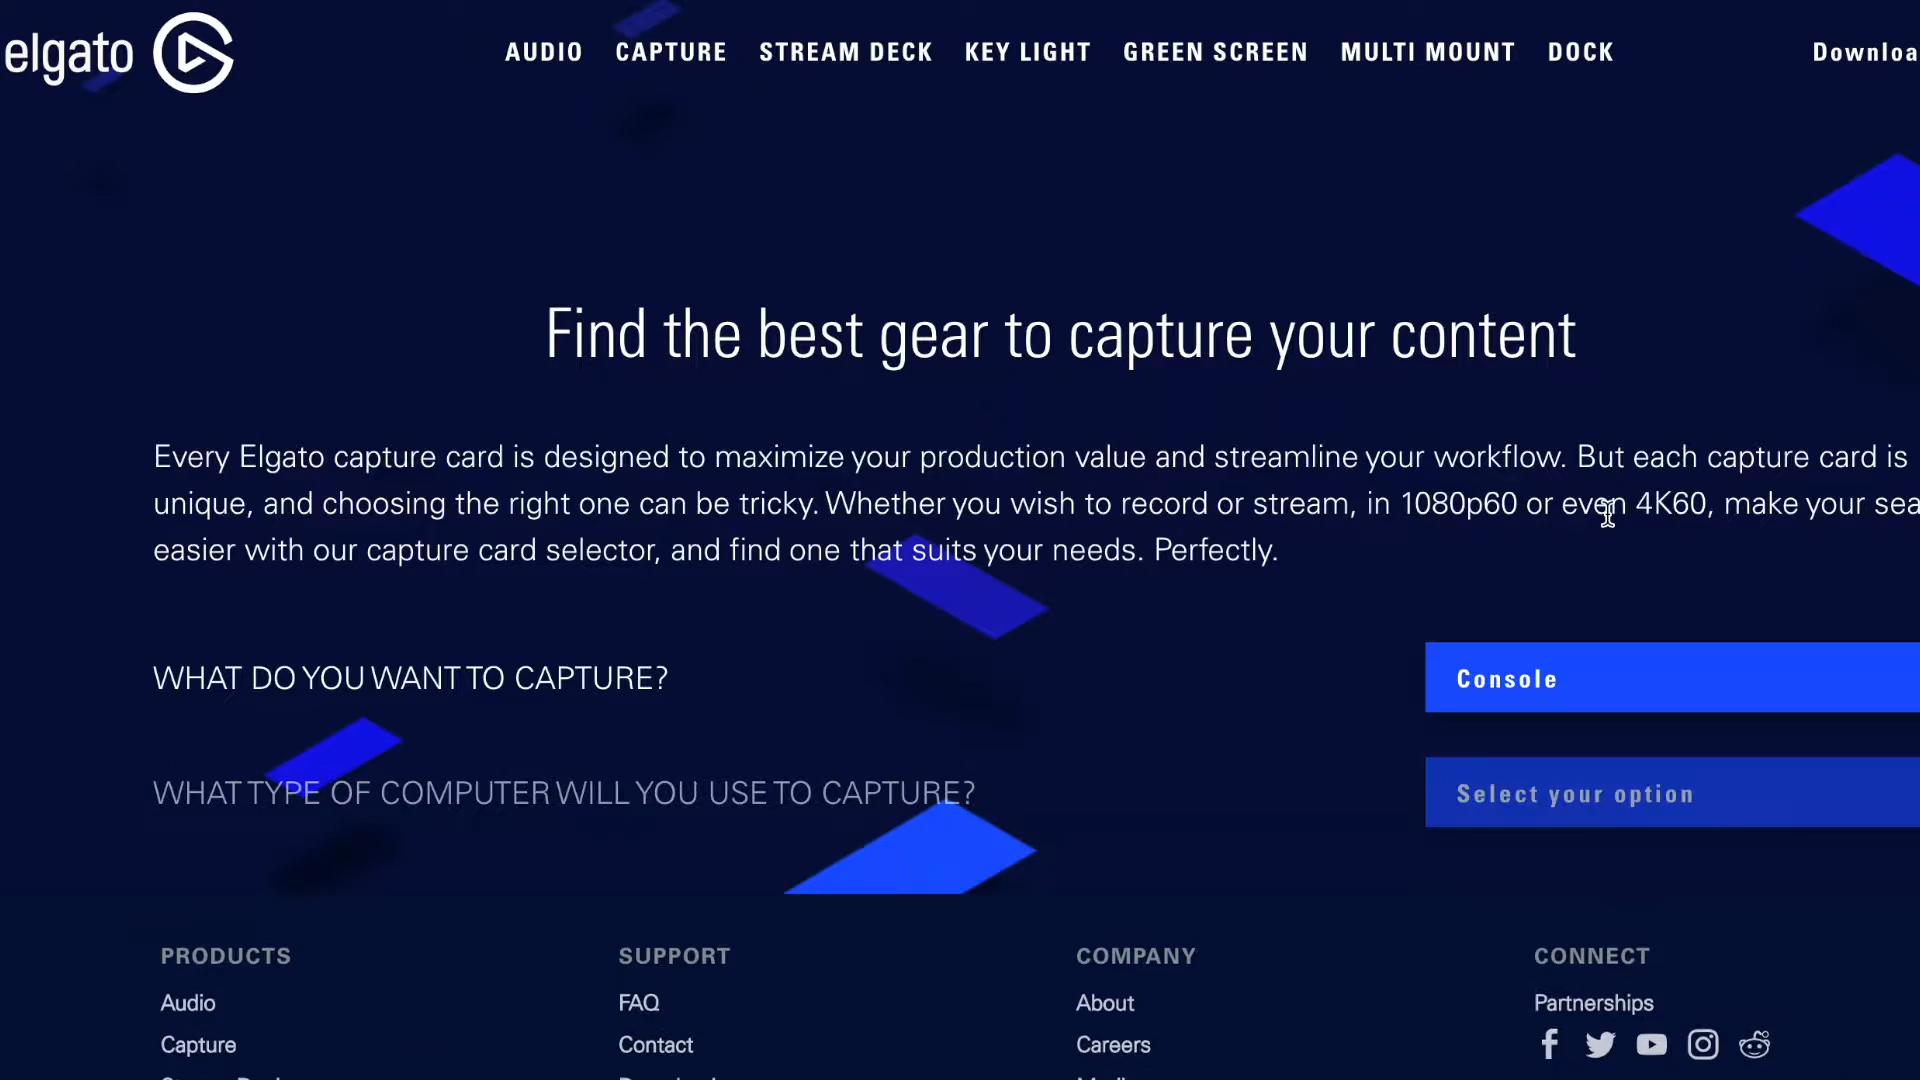 elgato
AUDIO CAPTURE STREAM DECK KEY LIGHT GREEN SCREEN MULTI MOUNT DOCK
Find the best gear to capture your content
Every Elgato capture card is designed to maximize your production value and streamline your workflow. But each capture card is
unique, and choosing the right one can be tricky. Whether you wish to record or stream, in 1080p60 or even 4K60, make your
easier with our capture card selector, and find one that suits your needs. Perfectly.
WHAT DO YOU WANT TO CAPTURE?
Console
WHAT TYPE OF COMPUTER WILL YOU USE TO CAPTURE?
Select your option
PRODUCTS SUPPORT COMPANY CONNECT
Audio FAQ About Partnerships
Capture Contact Careers